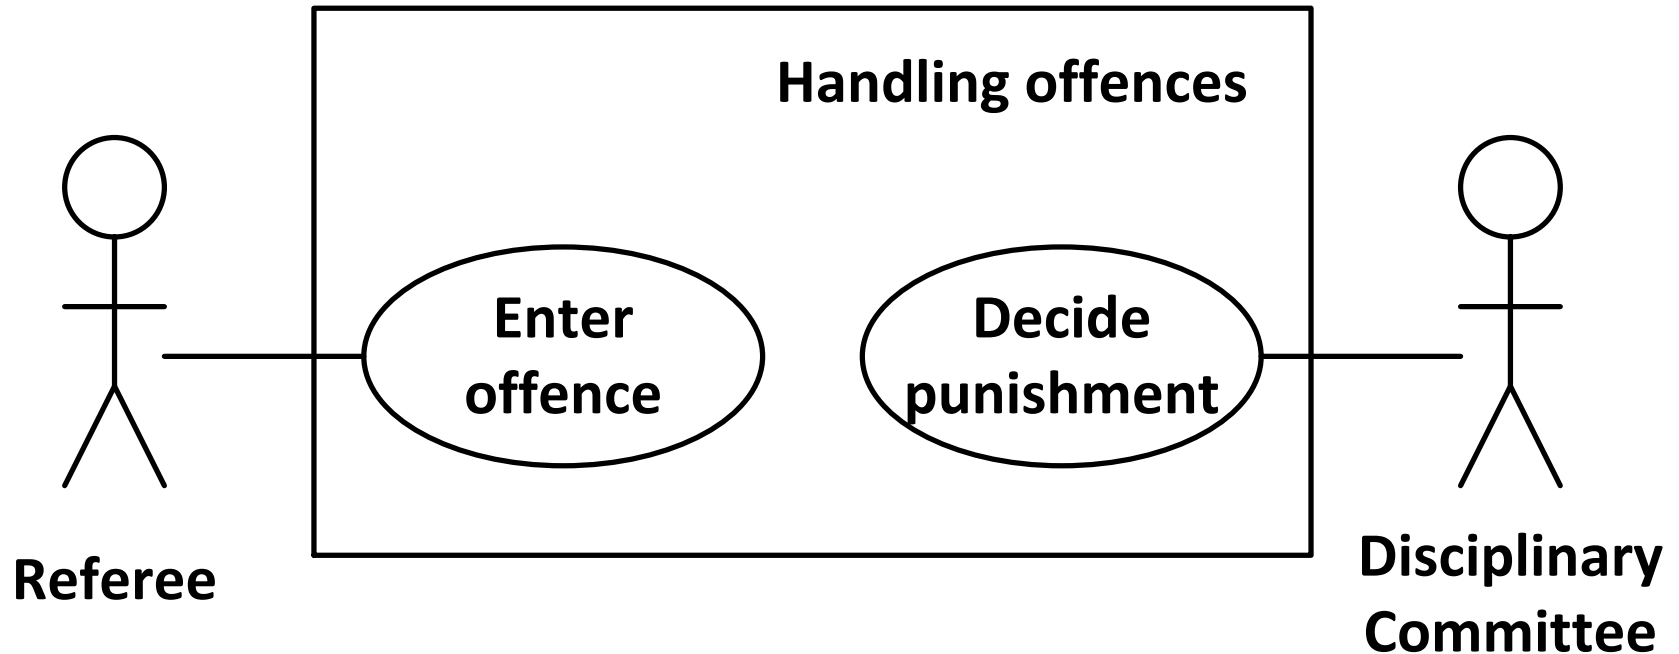 Handling offences
Enter
offence
Decide
punishment
Referee
Disciplinary
Committee